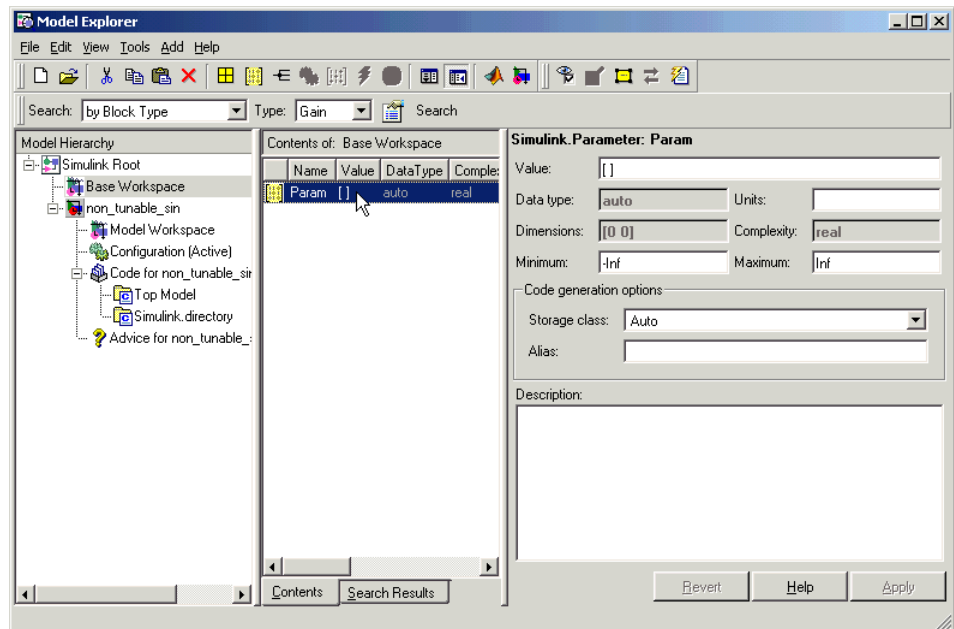 Model Explorer
File Edit View Tools Add Help
Search: by Block Type Type: Gain Search
Model Hierarchy
Simulink Root
Base Workspace
non_tunable_sin
Model Workspace
Configuration (Active)
Code for non_tunable_sin
Top Model
Simulink.directory
Advice for non_tunable_
Contents of: Base Workspace
Name Value DataType Comple
Param [ ] auto real
Contents Search Results
Simulink.Parameter: Param
Value: [ ]
Data type: auto Units:
Dimensions: [0 0] Complexity: real
Minimum: -Inf Maximum: Inf
Code generation options
Storage class: Auto
Alias:
Description:
Revert Help Apply